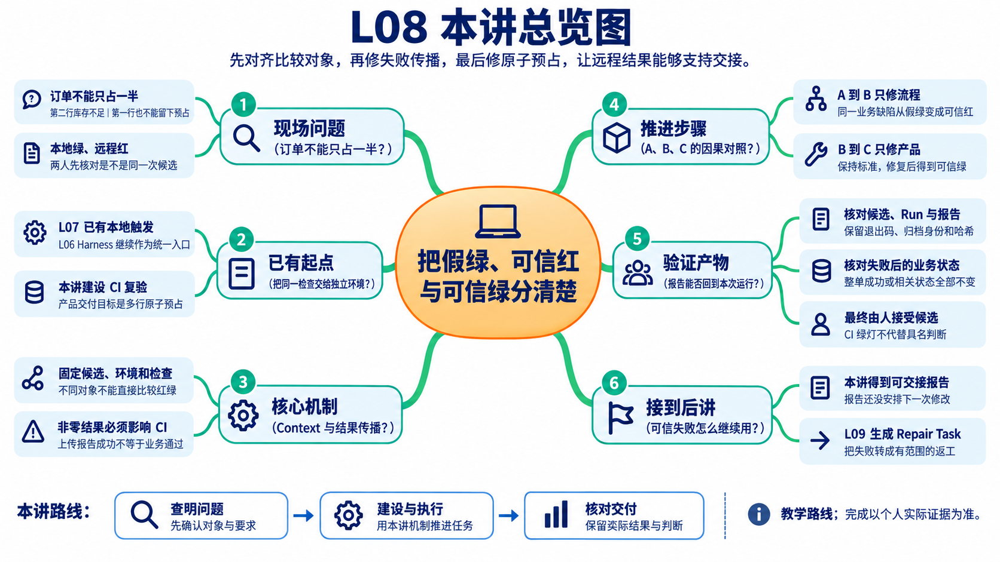 L08 本讲总览图
先对齐比较对象，再修失败传播，最后修原子预占，让远程结果能够支持交接。
1
现场问题
（订单不能只占一半？）
订单不能只占一半
第二行库存不足｜第一行也不能留下预占
本地绿、远程红
两人先核对是不是同一次候选
2
已有起点
（把同一检查交给独立环境？）
L07 已有本地触发
L06 Harness 继续作为统一入口
本讲建设 CI 复验
产品交付目标是多行原子预占
3
核心机制
（Context 与结果传播？）
固定候选、环境和检查
不同对象不能直接比较红绿
非零结果必须影响 CI
上传报告成功不等于业务通过
把假绿、可信红
与可信绿分清楚
4
推进步骤
（A、B、C 的因果对照？）
A 到 B 只修流程
同一业务缺陷从假绿变成可信红
B 到 C 只修产品
保持标准，修复后得到可信绿
5
验证产物
（报告能否回到本次运行？）
核对候选、Run 与报告
保留退出码、归档身份和哈希
核对失败后的业务状态
整单成功或相关状态全部不变
最终由人接受候选
CI 绿灯不代替具名判断
6
接到后讲
（可信失败怎么继续用？）
本讲得到可交接报告
报告还没安排下一次修改
L09 生成 Repair Task
把失败转成有范围的返工
本讲路线：
查明问题
先确认对象与要求
建设与执行
用本讲机制推进任务
核对交付
保留实际结果与判断
教学路线；完成以个人实际证据为准。